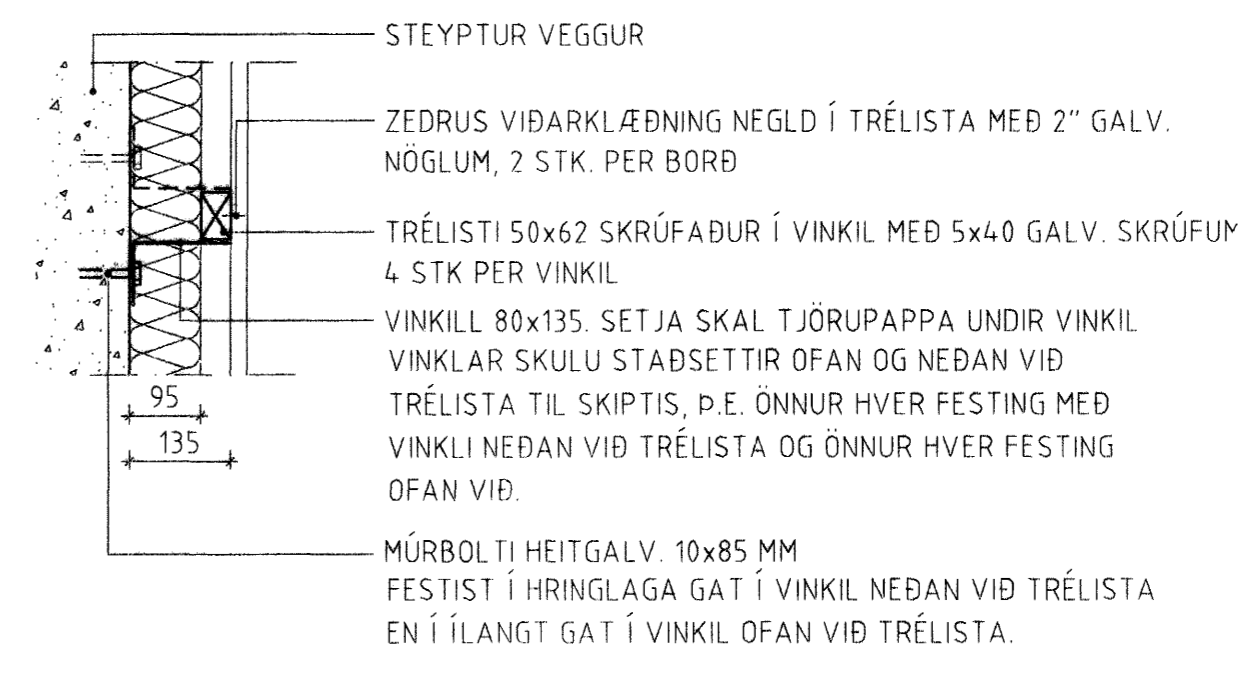 STEYPTUR VEGGUR
ZEDRUS VIÐARKLÆÐNING NEGLD Í TRÉLISTA MEÐ 2" GALV.
NÖGLUM, 2 STK. PER BORÐ
TRÉLISTI 50x62 SKRÚFAÐUR Í VINKIL MEÐ 5x40 GALV. SKRÚFUM
4 STK PER VINKIL
VINKILL 80x135. SETJA SKAL TJÖRUPAPPA UNDIR VINKIL
VINKLAR SKULU STAÐSETTIR OFAN OG NEÐAN VIÐ
TRÉLISTA TIL SKIPTIS, Þ.E. ÖNNUR HVER FESTING MEÐ
VINKLI NEÐAN VIÐ TRÉLISTA OG ÖNNUR HVER FESTING
OFAN VIÐ.
95
135
MÚRBOLTI HEITGALV. 10x85 MM
FESTIST Í HRINGLAGA GAT Í VINKIL NEÐAN VIÐ TRÉLISTA
EN Í ÍLANGT GAT Í VINKIL OFAN VIÐ TRÉLISTA.